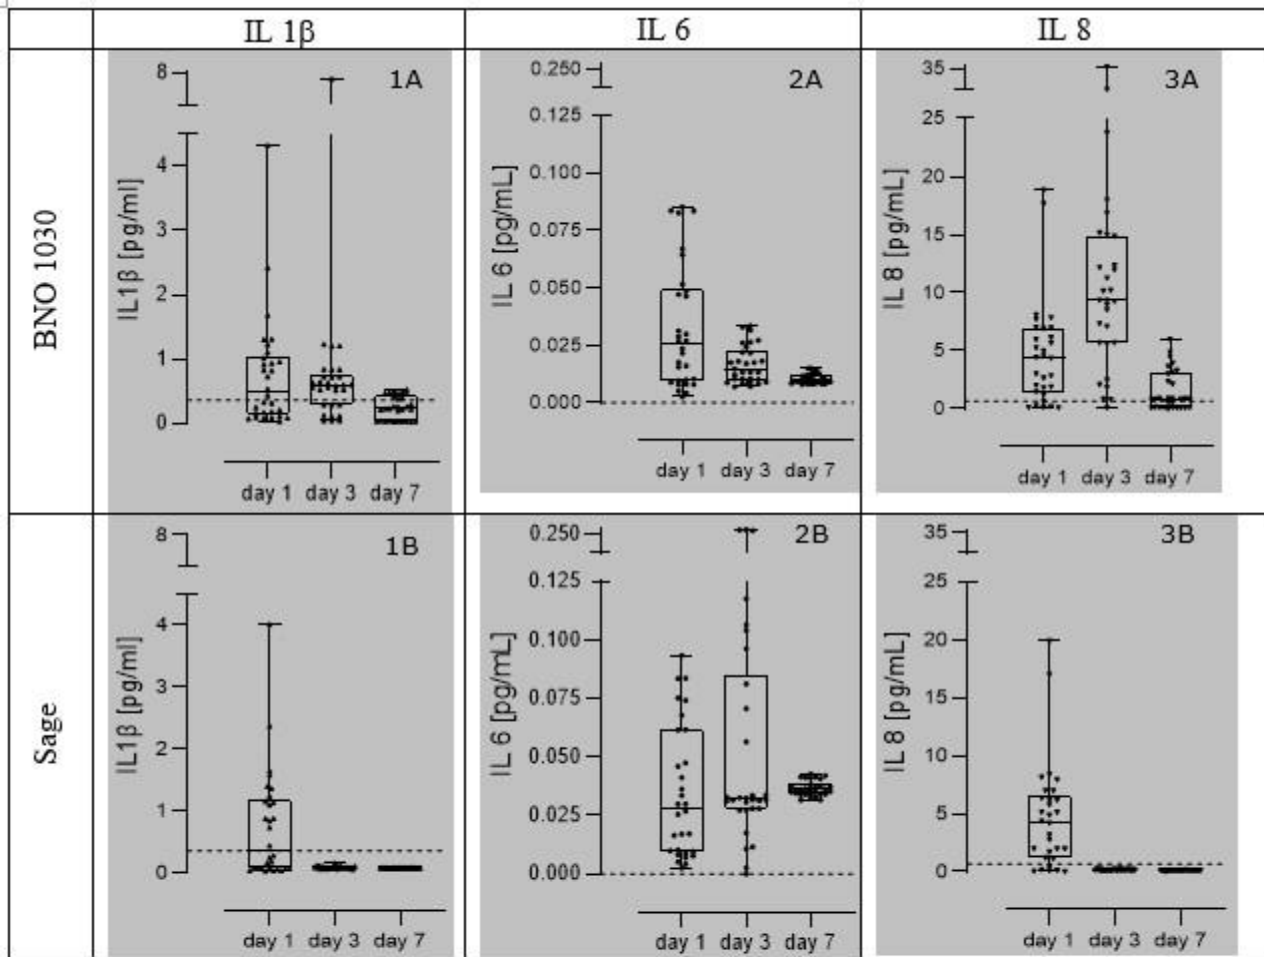 IL 1β IL 6 IL 8
BNO 1030
1A
IL1β [pg/ml]
8
4
3
2
1
0
day 1 day 3 day 7
2A
IL 6 [pg/mL]
0.250
0.125
0.100
0.075
0.050
0.025
0.000
day 1 day 3 day 7
3A
IL 8 [pg/mL]
35
25
20
15
10
5
0
day 1 day 3 day 7
Sage
1B
IL1β [pg/ml]
8
4
3
2
1
0
day 1 day 3 day 7
2B
IL 6 [pg/mL]
0.250
0.125
0.100
0.075
0.050
0.025
0.000
day 1 day 3 day 7
3B
IL 8 [pg/mL]
35
25
20
15
10
5
0
day 1 day 3 day 7